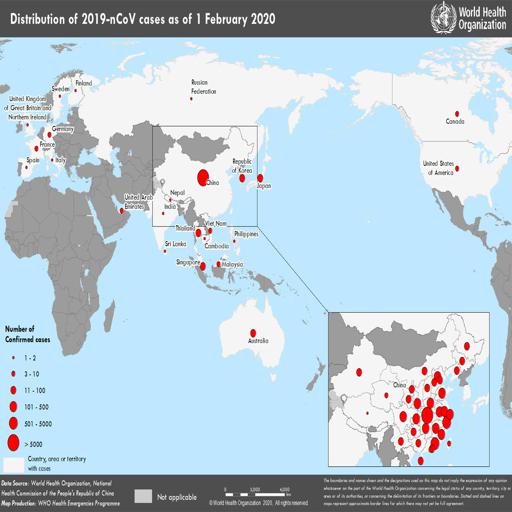 Distribution of 2019-nCoV cases as of 1 February 2020
World Health
Organization
Russian
Federation
Finland
Sweden
United Kingdom
of Great Britain and
Northern Ireland
Germany
France
Spain
Italy
Canada
United States
of America
Republic
of Korea
China
Japan
Nepal
India
United Arab
Emirates
Thailand
Viet Nam
Philippines
Sri Lanka
Cambodia
Singapore
Malaysia
Australia
China
Number of
Confirmed cases
1 - 2
3 - 10
11 - 100
101 - 500
501 - 5000
> 5000
Country, area or territory
with cases
Data Source: World Health Organization, National
Health Commission of the People's Republic of China
Map Production: WHO Health Emergencies Programme
Not applicable
© World Health Organization 2020, All rights reserved
The boundaries and names shown and the designations used on this map do not imply the expression of any opinion
whatsoever on the part of the World Health Organization concerning the legal status of any country, territory, city or
area or of its authorities, or concerning the delimitation of its frontiers or boundaries. Dotted and dashed lines on
maps represent approximate border lines for which there may not yet be full agreement.